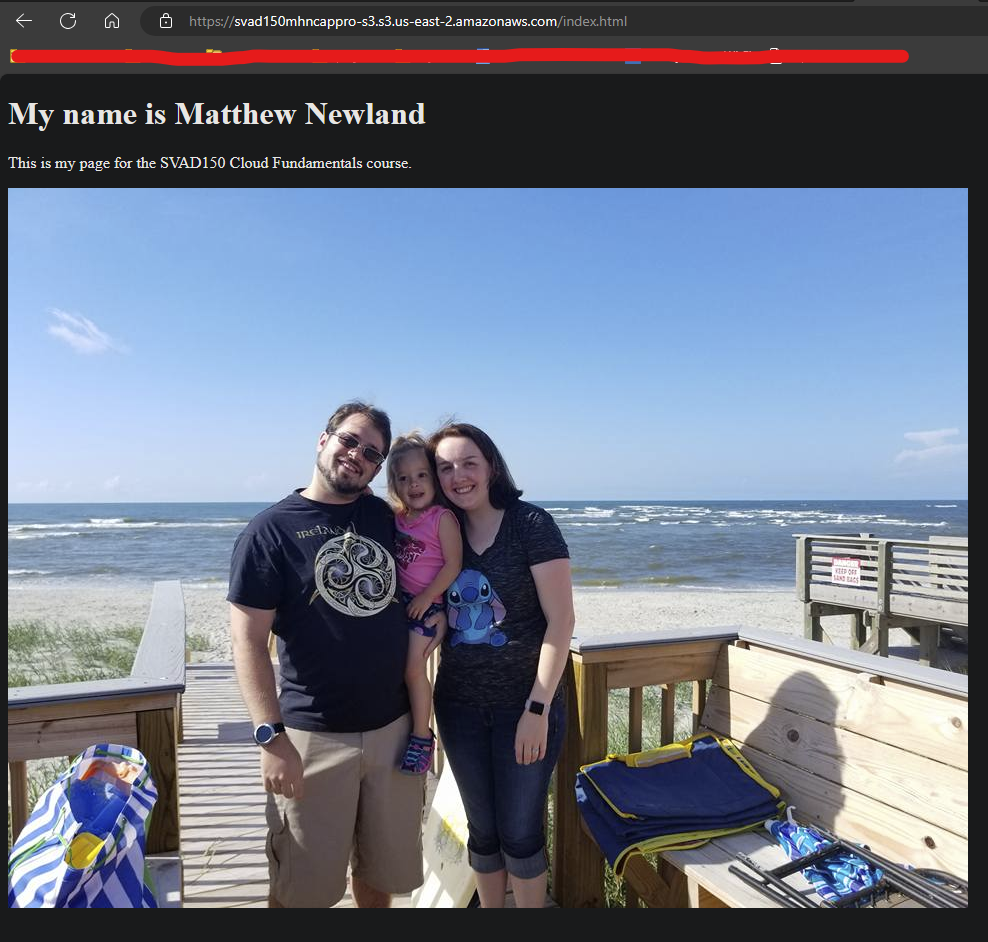 https://svad150mhncappro-s3.s3.us-east-2.amazonaws.com/index.html
My name is Matthew Newland
This is my page for the SVAD150 Cloud Fundamentals course.
IRELAND
KEEP OFF
SAND BAGS